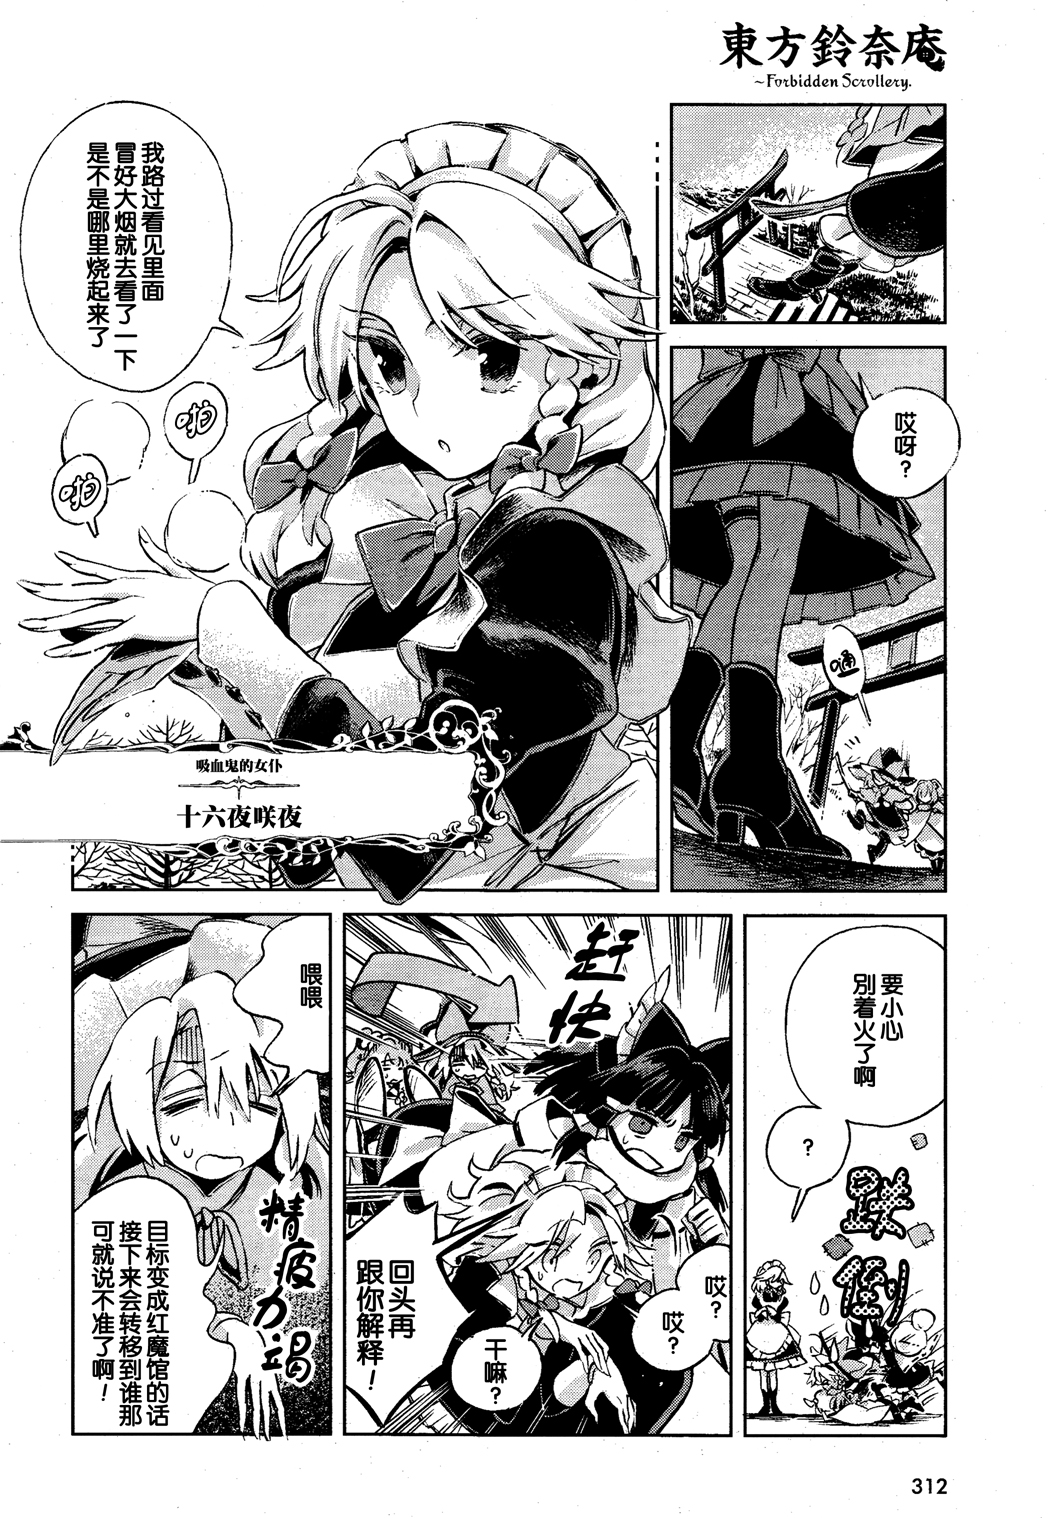 東方鈴奈庵
~Forbidden Scrollery.
哎呀？
嗵
我路过看见里面
冒好大烟就去看了一下
是不是哪里烧起来了
啪
啪
吸血鬼的女仆
十六夜咲夜
要小心
別着火了啊
？
跌倒
赶
快
哎？
哎？
干嘛？
回头再
跟你解释！
喂喂
精疲力竭
目标变成红魔馆的话
接下来会转移到谁那
可就说不准了啊！
312